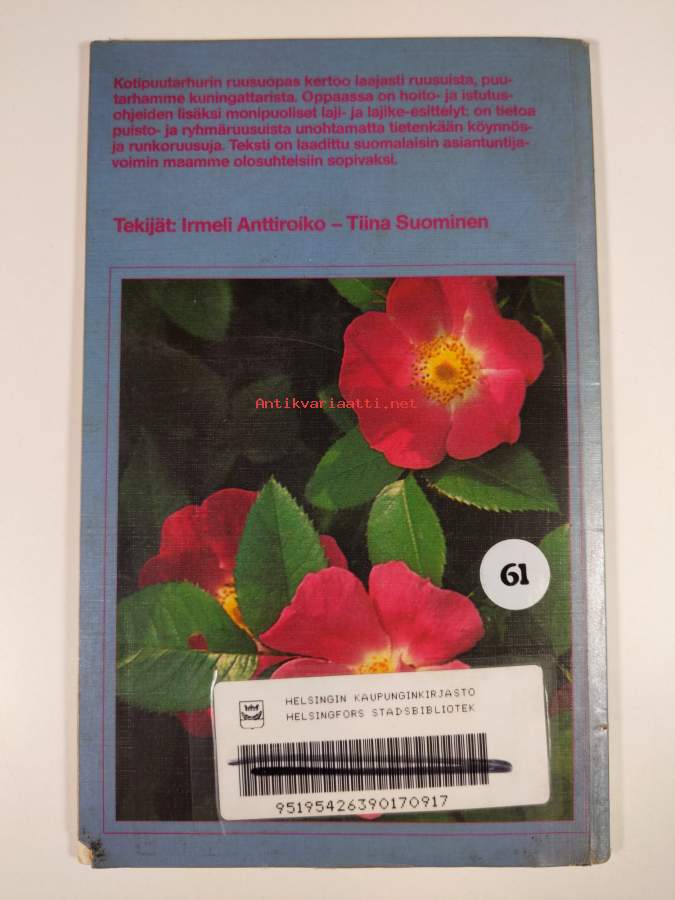 Kotipuutarhurin ruusuopas kertoo laajasti ruusuista, puu-
tarhamme kuningattarista. Oppaassa on hoito- ja istutus-
ohjeiden lisäksi monipuoliset laji- ja lajike-esittelyt; on tietoa
puisto- ja ryhmäruusuista unohtamatta tietenkään köynnös-
ja runkoruusuja. Teksti on laadittu suomalaisin asiantuntija-
voimin maamme olosuhteisiin sopivaksi.
Tekijät: Irmeli Anttiroiko – Tiina Suominen
Antikvariaatti.net
61
HELSINGIN KAUPUNGINKIRJASTO
HELSINGFORS STADSBIBLIOTEK
95195426390170917